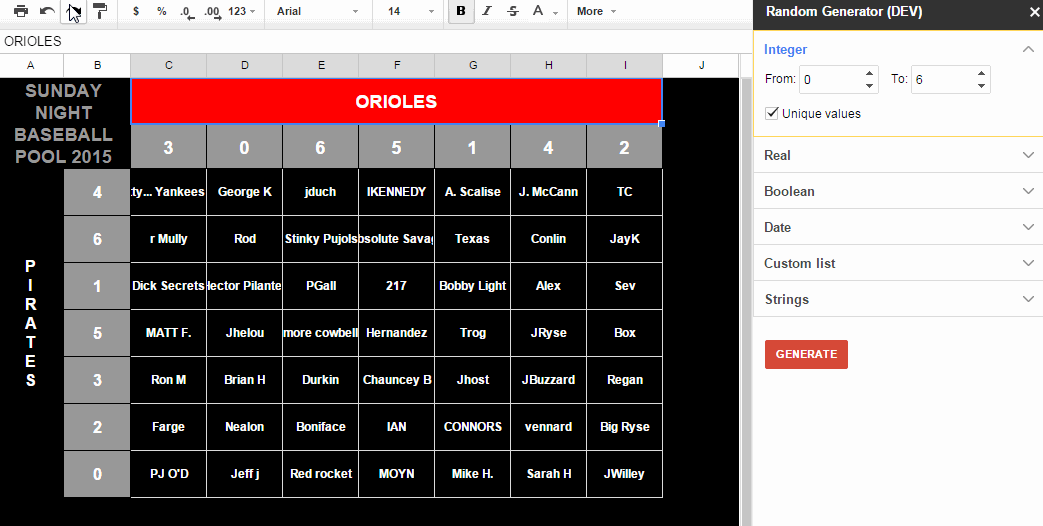 $ % .0 .00 123 Arial 14 B I S A More
ORIOLES
A B C D E F G H I J
SUNDAY
NIGHT
BASEBALL
POOL 2015
ORIOLES
3 0 6 5 1 4 2
4 ty... Yankees George K jduch IKENNEDY A. Scalise J. McCann TC
6 r Mully Rod Stinky Pujols bsolute Savag Texas Conlin JayK
1 Dick Secrets lector Pilante PGall 217 Bobby Light Alex Sev
5 MATT F. Jhelou more cowbell Hernandez Trog JRyse Box
3 Ron M Brian H Durkin Chauncey B Jhost JBuzzard Regan
2 Farge Nealon Boniface IAN CONNORS vennard Big Ryse
0 PJ O'D Jeff j Red rocket MOYN Mike H. Sarah H JWilley
P
I
R
A
T
E
S
Random Generator (DEV)
Integer
From: 0 To: 6
Unique values
Real
Boolean
Date
Custom list
Strings
GENERATE